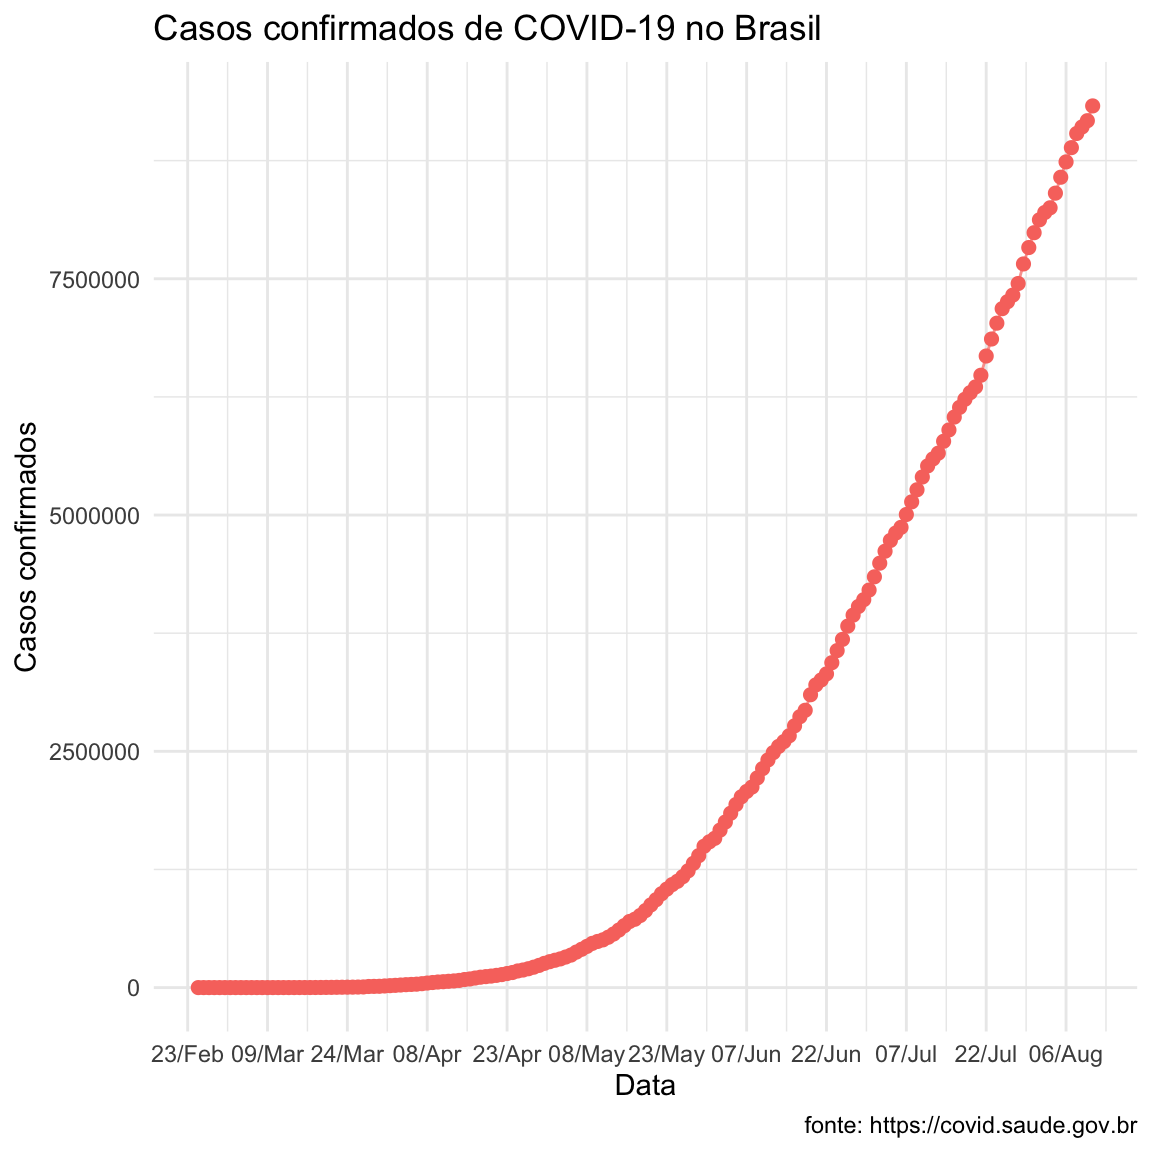 Casos confirmados de COVID-19 no Brasil
Casos confirmados
7500000
5000000
2500000
0
23/Feb 09/Mar 24/Mar 08/Apr 23/Apr 08/May 23/May 07/Jun 22/Jun 07/Jul 22/Jul 06/Aug
Data
fonte: https://covid.saude.gov.br